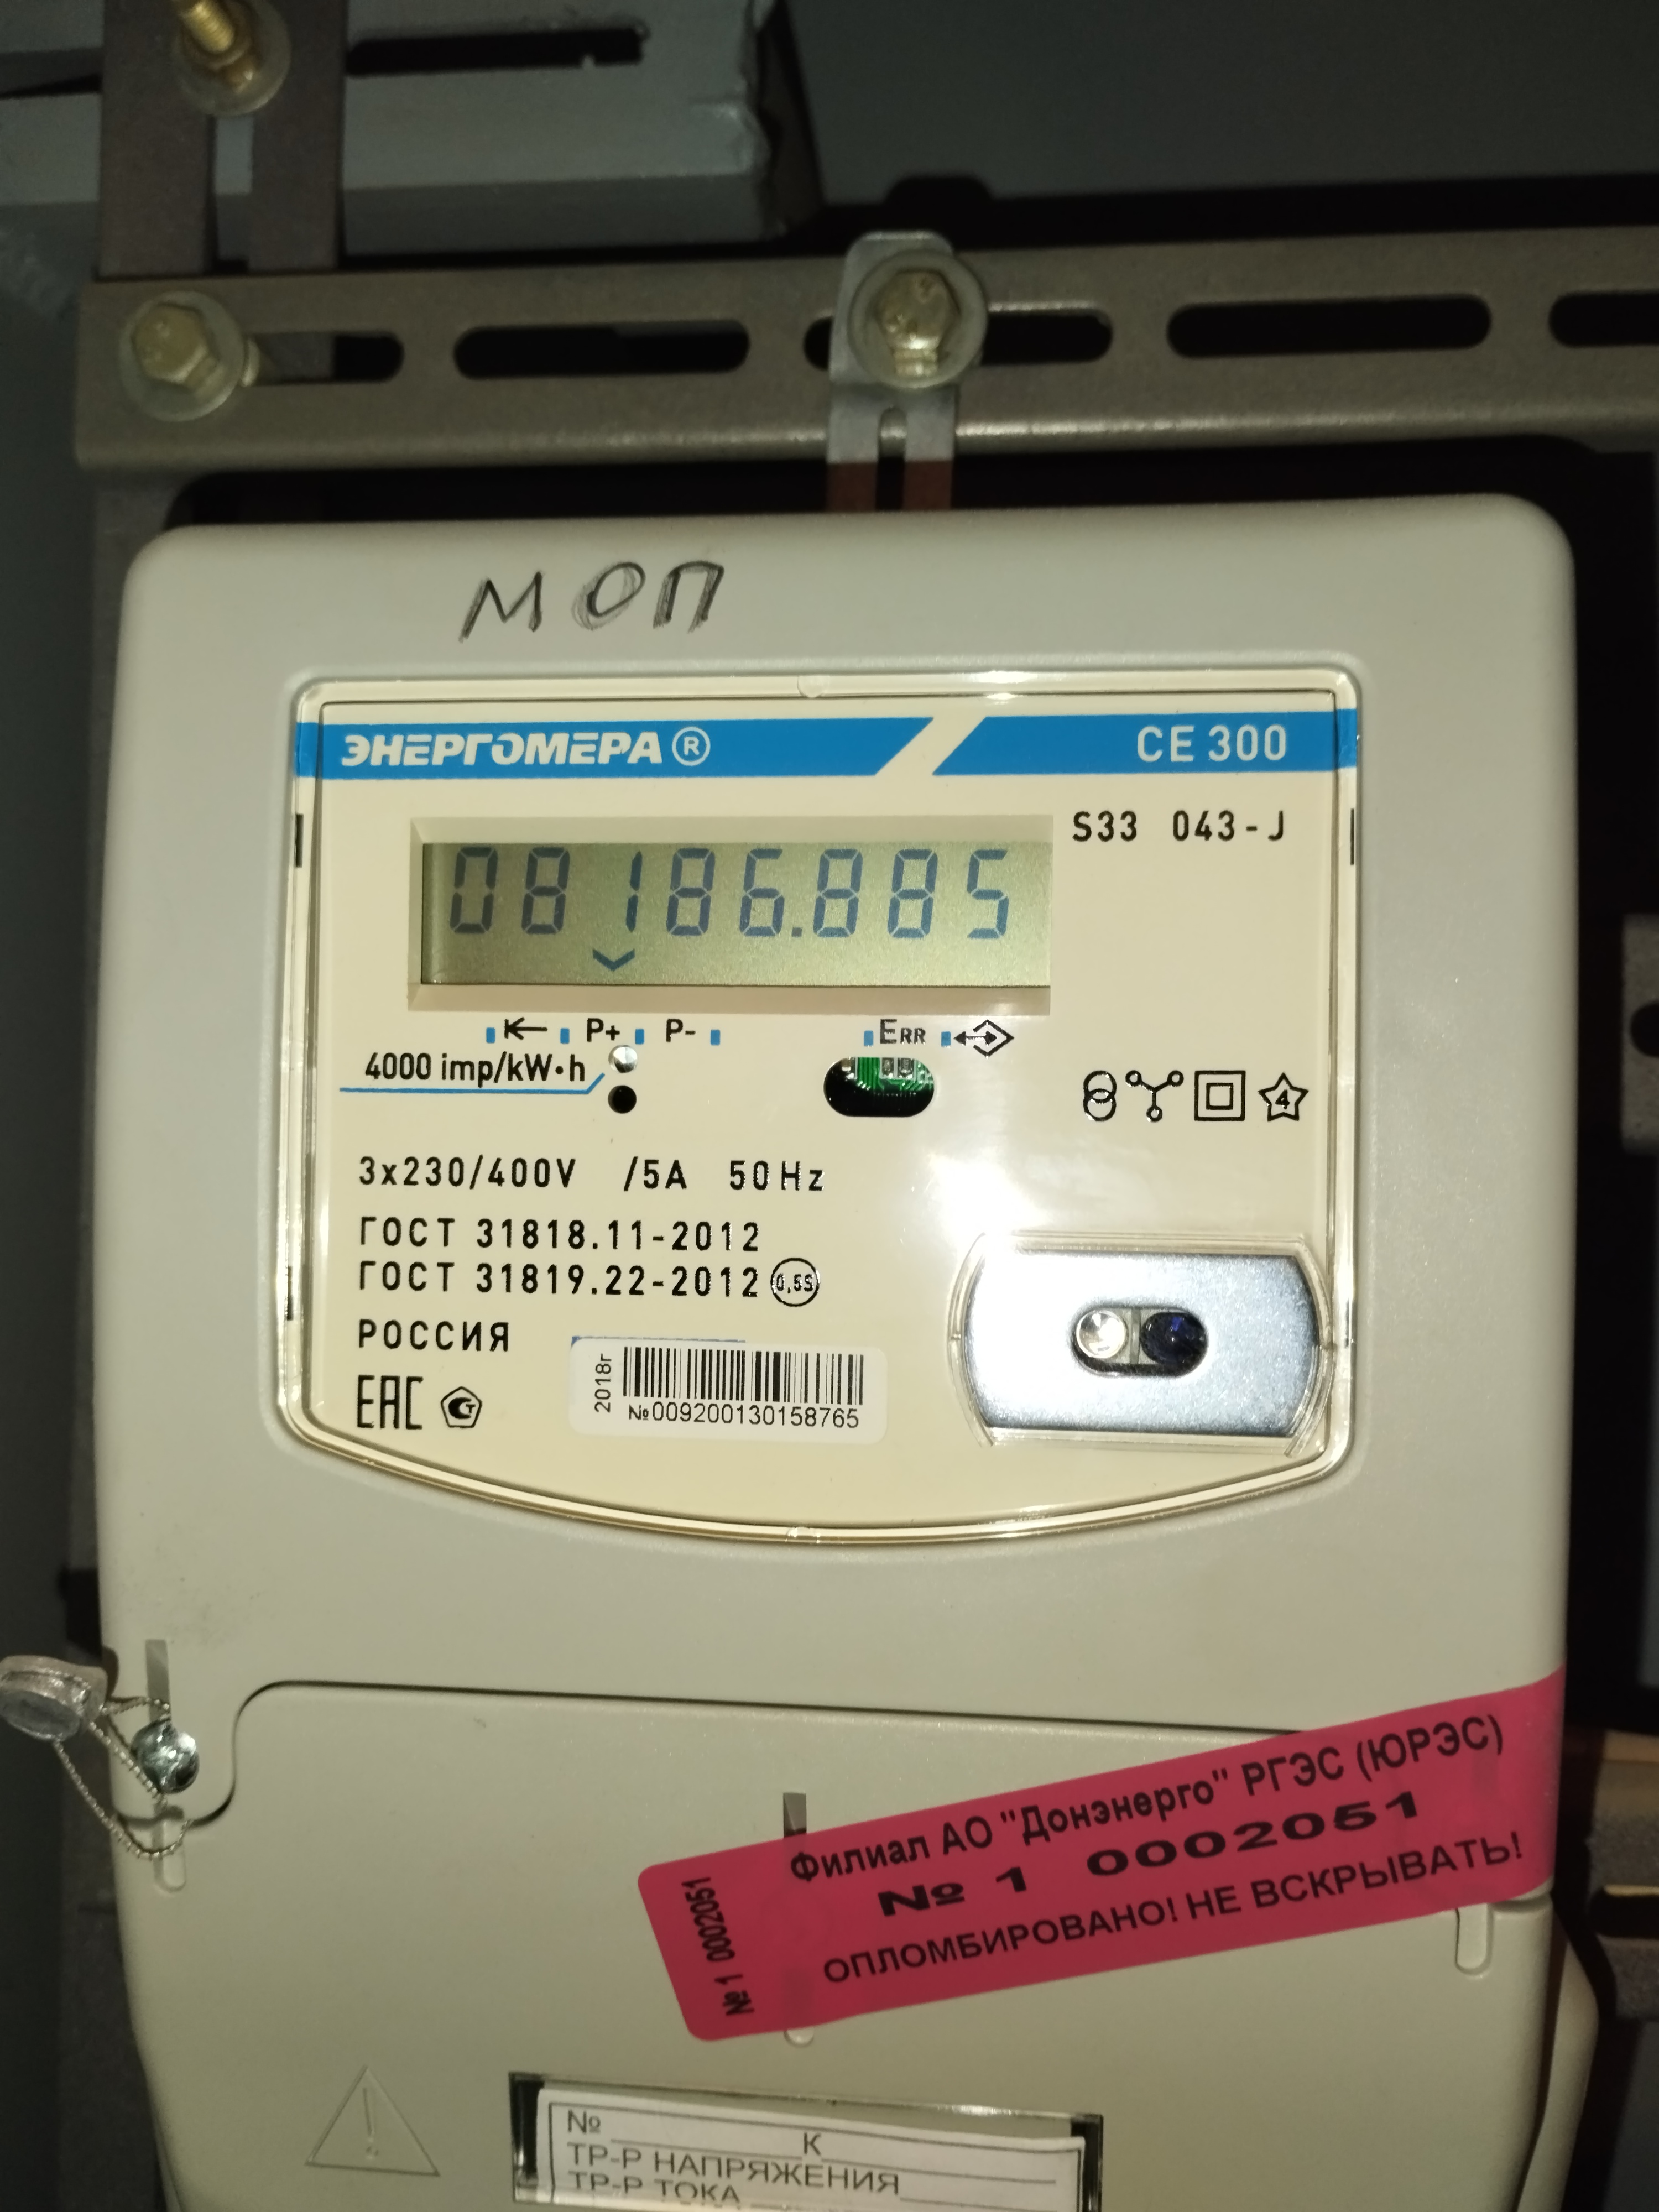 МОП
ЭНЕРГОМЕРА®
CE 300
S33 043-J
08186.885
P+ P- ERR
4000 imp/kW•h
4
3x230/400V /5A 50Hz
ГОСТ 31818.11-2012
ГОСТ 31819.22-2012 0,5S
РОССИЯ
EAC
2018г
№009200130158765
Филиал АО "Донэнерго" РГЭС (ЮРЭС)
№ 1 0002051
ОПЛОМБИРОВАНО! НЕ ВСКРЫВАТЬ!
№ 1 0002051
№
К
ТР-Р НАПРЯЖЕНИЯ
ТР-Р ТОКА